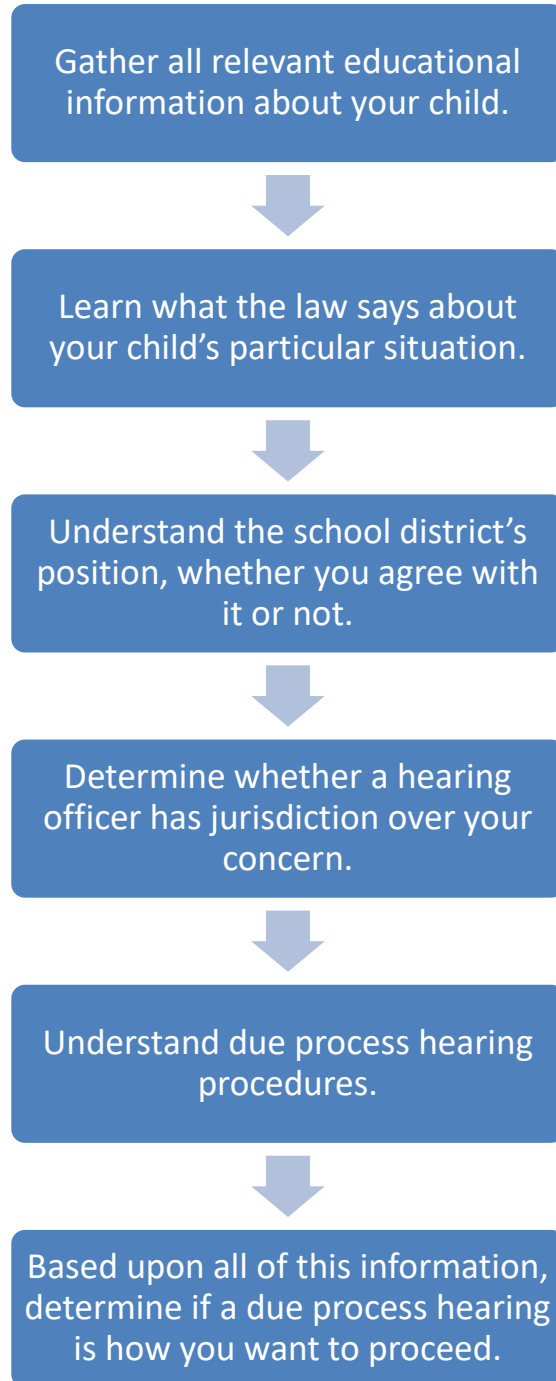 Gather all relevant educational
information about your child.
Learn what the law says about
your child’s particular situation.
Understand the school district’s
position, whether you agree with
it or not.
Determine whether a hearing
officer has jurisdiction over your
concern.
Understand due process hearing
procedures.
Based upon all of this information,
determine if a due process hearing
is how you want to proceed.